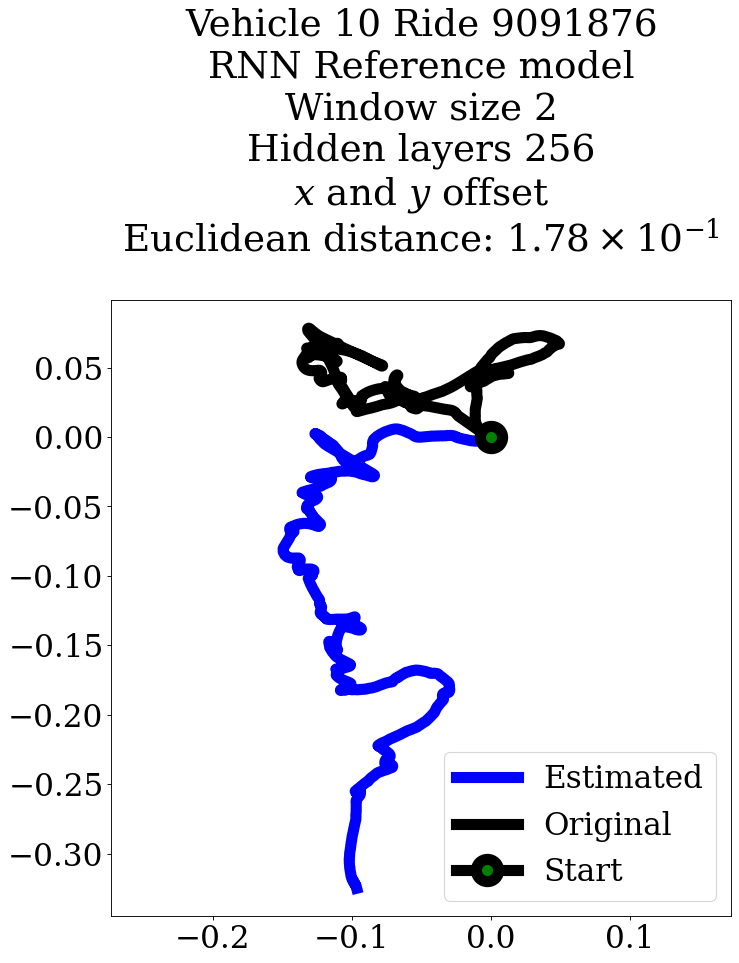 Vehicle 10 Ride 9091876
RNN Reference model
Window size 2
Hidden layers 256
x and y offset
Euclidean distance: 1.78 × 10⁻¹
0.05
0.00
−0.05
−0.10
−0.15
−0.20
−0.25
−0.30
Estimated
Original
Start
−0.2
−0.1
0.0
0.1